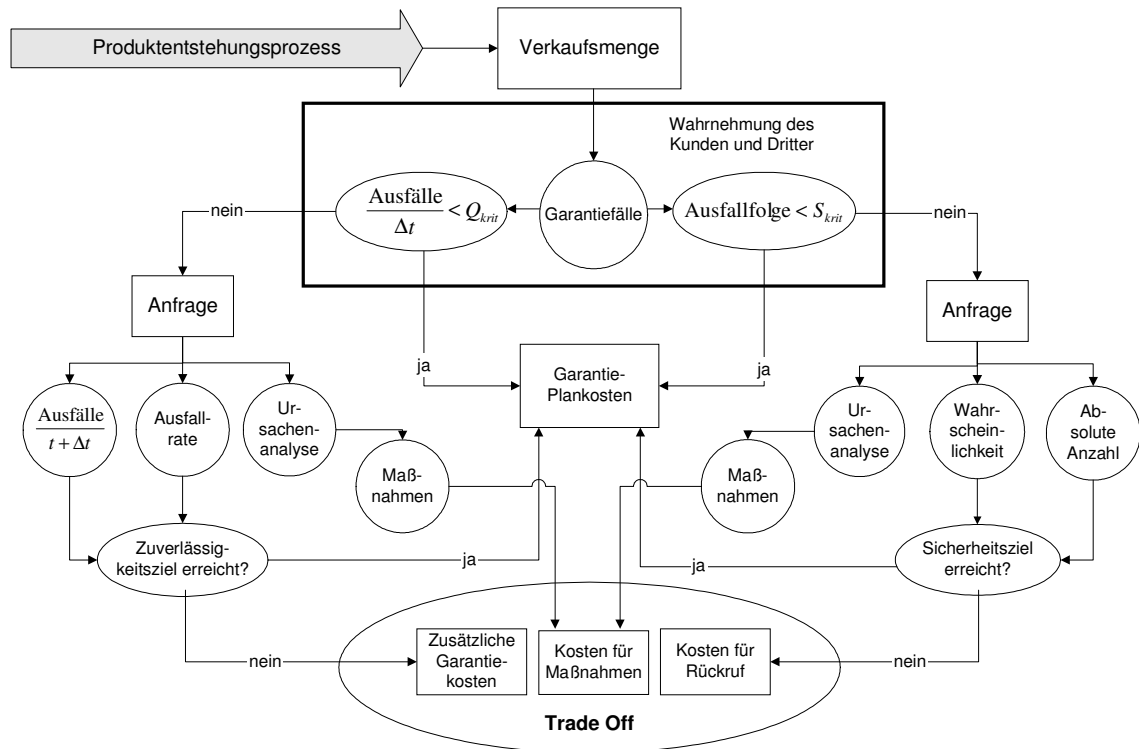 Produktentstehungsprozess
Verkaufsmenge
Wahrnehmung des
Kunden und Dritter
Ausfälle
Δt
< Q_krit
Garantiefälle
Ausfallfolge < S_krit
nein
nein
Anfrage
Anfrage
ja
ja
Garantie-
Plankosten
Ausfälle
t + Δt
Ausfall-
rate
Ur-
sachen-
analyse
Maß-
nahmen
Maß-
nahmen
Ur-
sachen-
analyse
Wahr-
schein-
lichkeit
Ab-
solute
Anzahl
Zuverlässig-
keitsziel erreicht?
ja
ja
Sicherheitsziel
erreicht?
nein
Zusätzliche
Garantie-
kosten
Kosten für
Maßnahmen
Kosten für
Rückruf
nein
Trade Off